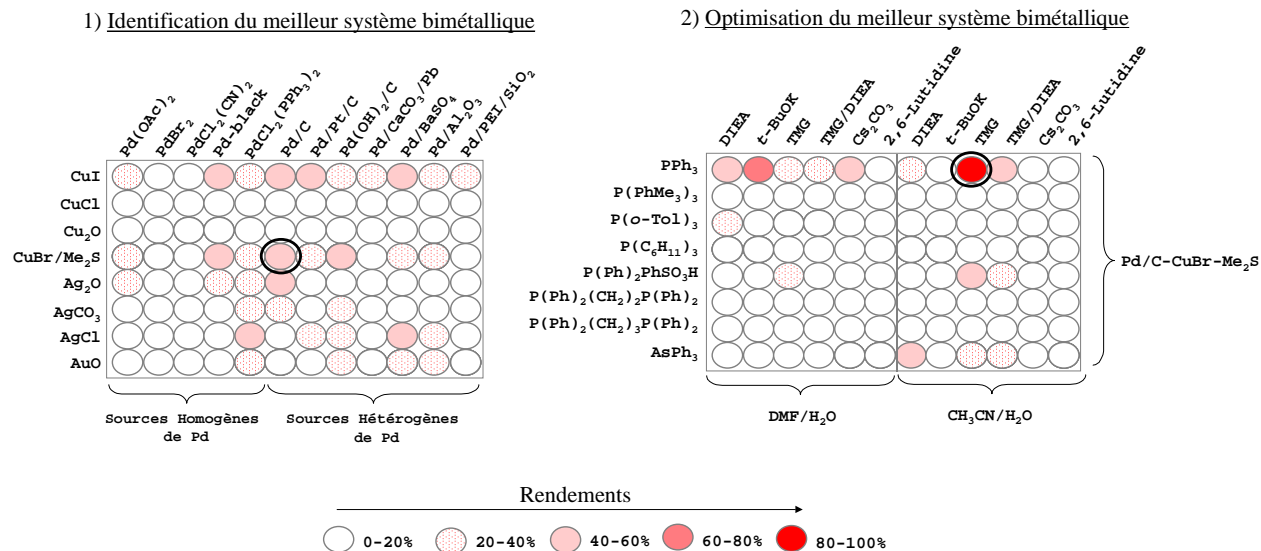 1) Identification du meilleur système bimétallique
2) Optimisation du meilleur système bimétallique
Pd(OAc)₂
PdBr₂
PdCl₂(CN)₂
Pd-black
PdCl₂(PPh₃)₂
Pd/C
Pd/Pt/C
Pd(OH)₂/C
Pd/CaCO₃/Pb
Pd/BaSO₄
Pd/Al₂O₃
Pd/PEI/SiO₂
CuI
CuCl
Cu₂O
CuBr/Me₂S
Ag₂O
AgCO₃
AgCl
AuO
Sources Homogènes
de Pd
Sources Hétérogènes
de Pd
DIEA
t-BuOK
TMG
TMG/DIEA
Cs₂CO₃
2,6-Lutidine
DIEA
t-BuOK
TMG
TMG/DIEA
Cs₂CO₃
2,6-Lutidine
PPh₃
P(PhMe₃)₃
P(o-Tol)₃
P(C₆H₁₁)₃
P(Ph)₂PhSO₃H
P(Ph)₂(CH₂)₂P(Ph)₂
P(Ph)₂(CH₂)₃P(Ph)₂
AsPh₃
Pd/C-CuBr-Me₂S
DMF/H₂O
CH₃CN/H₂O
Rendements
0-20%
20-40%
40-60%
60-80%
80-100%